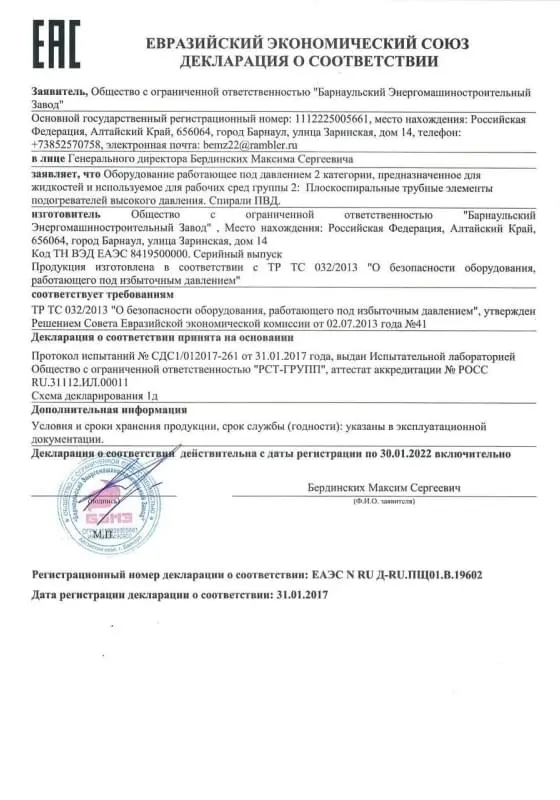 EAC
ЕВРАЗИЙСКИЙ ЭКОНОМИЧЕСКИЙ СОЮЗ
ДЕКЛАРАЦИЯ О СООТВЕТСТВИИ
Заявитель, Общество с ограниченной ответственностью "Барнаульский Энергомашиностроительный
Завод"
Основной государственный регистрационный номер: 1112225005661, место нахождения: Российская
Федерация, Алтайский Край, 656064, город Барнаул, улица Заринская, дом 14, телефон:
+73852570758, электронная почта: bemz22@rambler.ru
в лице Генерального директора Бердинских Максима Сергеевича
заявляет, что Оборудование работающее под давлением 2 категории, предназначенное для
жидкостей и используемое для рабочих сред группы 2: Плоскоспиральные трубные элементы
подогревателей высокого давления. Спирали ПВД.
изготовитель Общество с ограниченной ответственностью "Барнаульский
Энергомашиностроительный Завод" , Место нахождения: Российская Федерация, Алтайский Край,
656064, город Барнаул, улица Заринская, дом 14
Код ТН ВЭД ЕАЭС 8419500000. Серийный выпуск
Продукция изготовлена в соответствии с ТР ТС 032/2013 "О безопасности оборудования,
работающего под избыточным давлением"
соответствует требованиям
ТР ТС 032/2013 "О безопасности оборудования, работающего под избыточным давлением", утвержден
Решением Совета Евразийской экономической комиссии от 02.07.2013 года №41
Декларация о соответствии принята на основании
Протокол испытаний № СДС1/012017-261 от 31.01.2017 года, выдан Испытательной лабораторией
Общество с ограниченной ответственностью "РСТ-ГРУПП", аттестат аккредитации № РОСС
RU.31112.ИЛ.00011
Схема декларирования 1д
Дополнительная информация
Условия и сроки хранения продукции, срок службы (годности): указаны в эксплуатационной
документации.
Декларация о соответствии действительна с даты регистрации по 30.01.2022 включительно
Бердинских Максим Сергеевич
(подпись)
(Ф.И.О. заявителя)
БЭМЗ
М.П.
Регистрационный номер декларации о соответствии: ЕАЭС N RU Д-RU.ПЩ01.В.19602
Дата регистрации декларации о соответствии: 31.01.2017